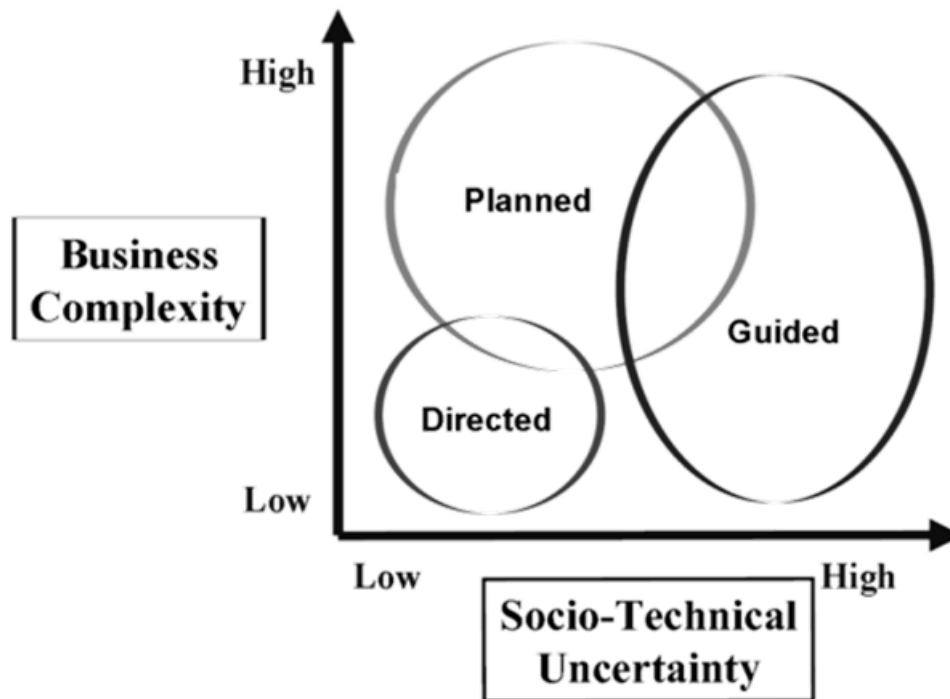 High
Planned
Business
Complexity
Guided
Directed
Low
Low
High
Socio-Technical
Uncertainty